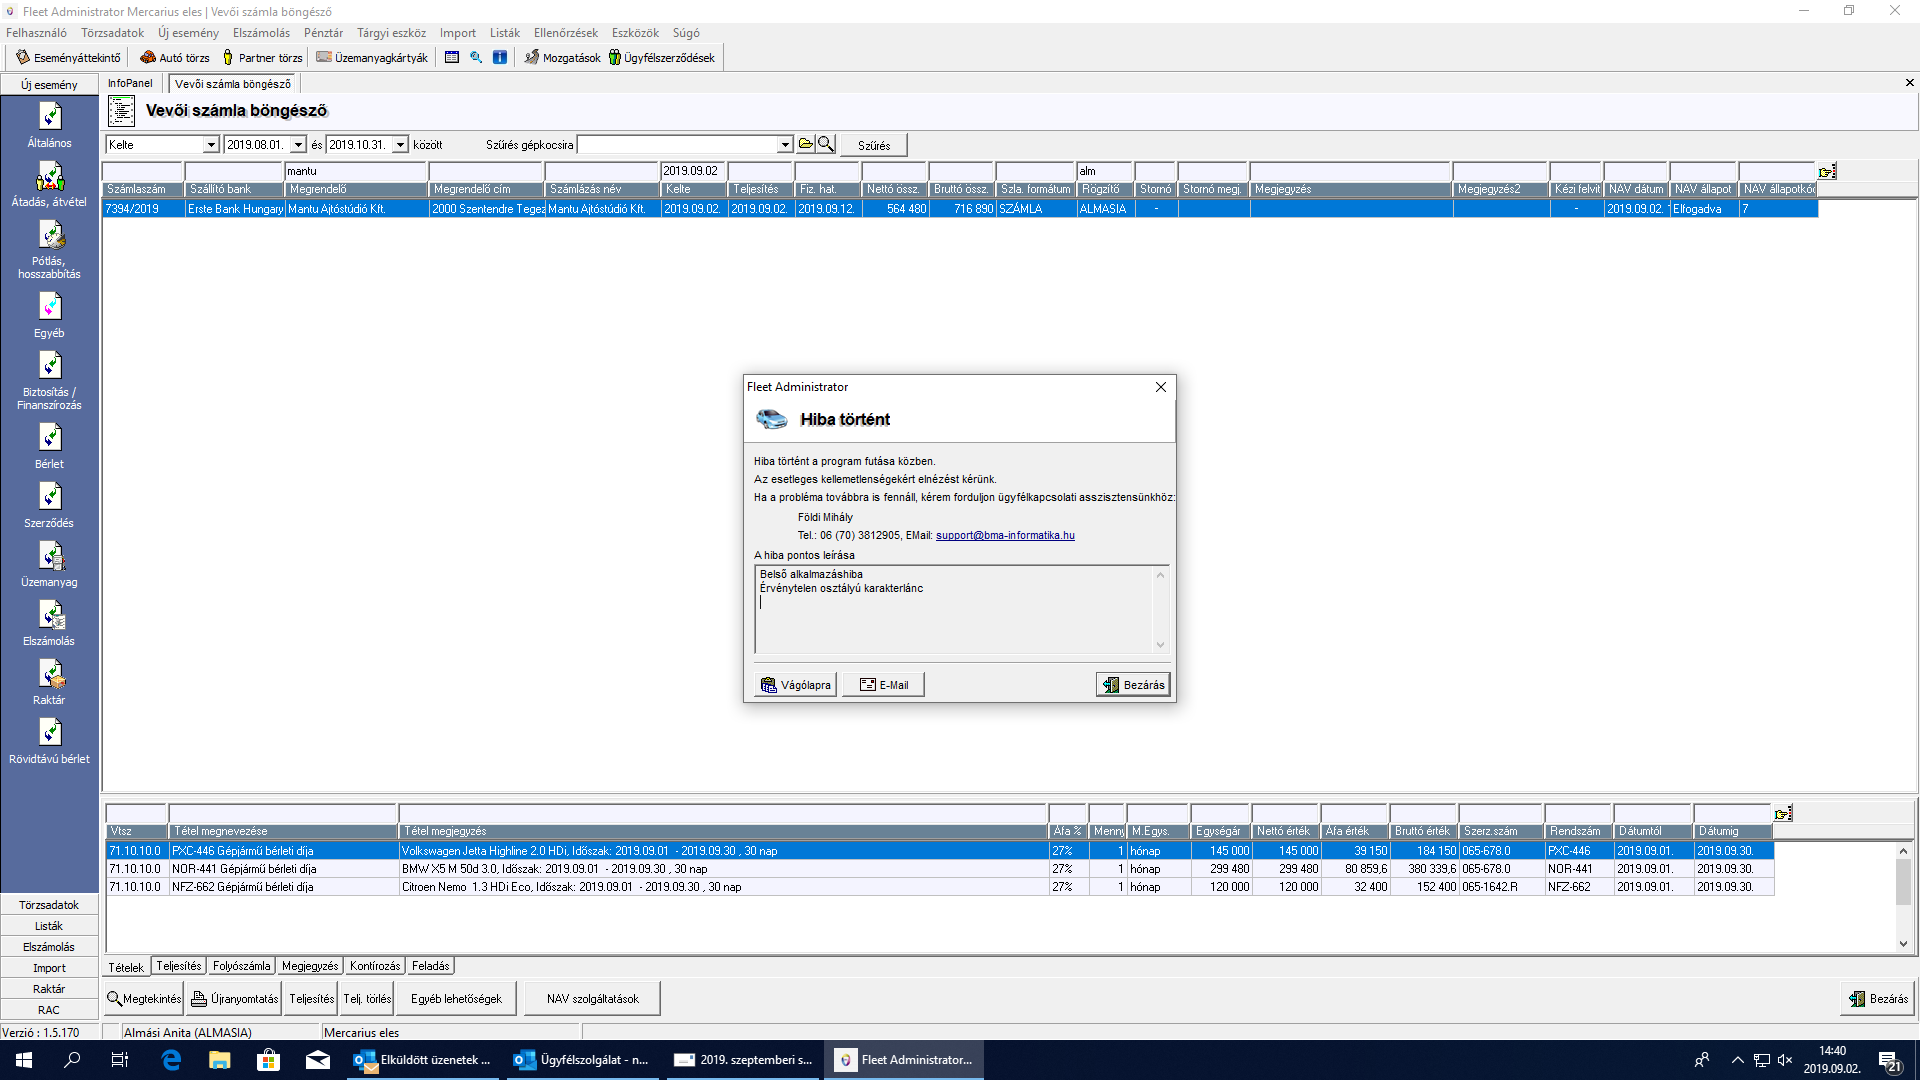 Fleet Administrator Mercarius eles | Vevői számla böngésző
Felhasználó Törzsadatok Új esemény Elszámolás Pénztár Tárgyi eszköz Import Listák Ellenőrzések Eszközök Súgó
Eseményáttekintő Autó törzs Partner törzs Üzemanyagkártyák Mozgatások Ügyfélszerződések
Új esemény InfoPanel Vevői számla böngésző
Vevői számla böngésző
Kelte 2019.08.01. és 2019.10.31. között Szűrés gépkocsira Szűrés
mantu 2019.09.02 alm
Számlaszám Szállító bank Megrendelő Megrendelő cím Számlázás név Kelte Teljesítés Fiz. hat. Nettó össz. Bruttó össz. Szla. formátum Rögzítő Stornó Stornó megj. Megjegyzés Megjegyzés2 Kézi felvit NAV dátum NAV állapot NAV állapotkód
7394/2019 Erste Bank Hungary Mantu Ajtóstúdió Kft. 2000 Szentendre Tegez Mantu Ajtóstúdió Kft. 2019.09.02. 2019.09.02. 2019.09.12. 564 480 716 890 SZÁMLA ALMASIA - - 2019.09.02. Elfogadva 7
Általános
Átadás, átvétel
Pótlás,
hosszabbítás
Egyéb
Biztosítás /
Finanszírozás
Bérlet
Szerződés
Üzemanyag
Elszámolás
Raktár
Rövidtávú bérlet
Törzsadatok
Listák
Elszámolás
Import
Raktár
RAC
Fleet Administrator
Hiba történt
Hiba történt a program futása közben.
Az esetleges kellemetlenségekért elnézést kérünk.
Ha a probléma továbbra is fennáll, kérem forduljon ügyfélkapcsolati asszisztensünkhöz:
Földi Mihály
Tel.: 06 (70) 3812905, EMail: support@bma-informatika.hu
A hiba pontos leírása
Belső alkalmazáshiba
Érvénytelen osztályú karakterlánc
Vágólapra E-Mail Bezárás
Vtsz Tétel megnevezése Tétel megjegyzés Áfa % Menny M.Egys. Egységár Nettó érték Áfa érték Bruttó érték Szerz.szám Rendszám Dátumtól Dátumig
71.10.10.0 PXC-446 Gépjármű bérleti díja Volkswagen Jetta Highline 2.0 HDi, Időszak: 2019.09.01 - 2019.09.30 , 30 nap 27% 1 hónap 145 000 145 000 39 150 184 150 065-678.0 PXC-446 2019.09.01. 2019.09.30.
71.10.10.0 NOR-441 Gépjármű bérleti díja BMW X5 M 50d 3.0, Időszak: 2019.09.01 - 2019.09.30 , 30 nap 27% 1 hónap 299 480 299 480 80 859,6 380 339,6 065-678.0 NOR-441 2019.09.01. 2019.09.30.
71.10.10.0 NFZ-662 Gépjármű bérleti díja Citroen Nemo 1.3 HDi Eco, Időszak: 2019.09.01 - 2019.09.30 , 30 nap 27% 1 hónap 120 000 120 000 32 400 152 400 065-1642.R NFZ-662 2019.09.01. 2019.09.30.
Tételek Teljesítés Folyószámla Megjegyzés Kontírozás Feladás
Megtekintés Újranyomtatás Teljesítés Telj. törlés Egyéb lehetőségek NAV szolgáltatások Bezárás
Verzió : 1.5.170 Almási Anita (ALMASIA) Mercarius eles
Elküldött üzenetek ... Ügyfélszolgálat - n... 2019. szeptemberi s... Fleet Administrator...
14:40
2019.09.02.
21